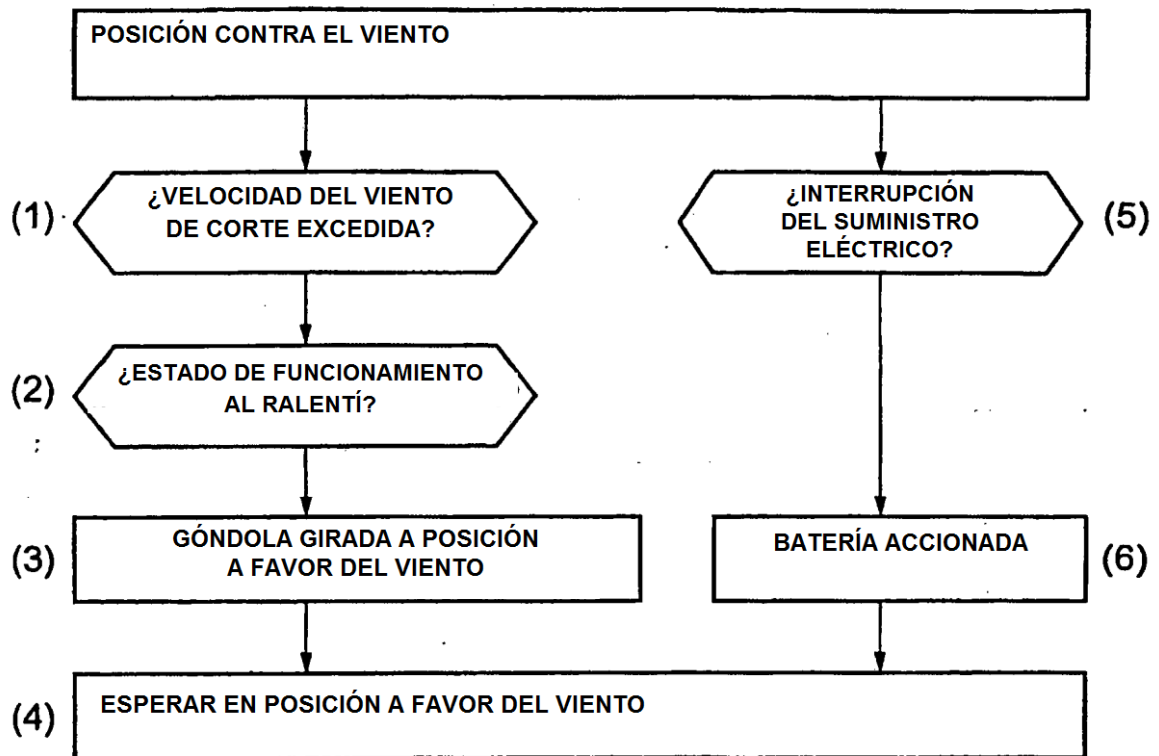 POSICIÓN CONTRA EL VIENTO
(1)
¿VELOCIDAD DEL VIENTO
DE CORTE EXCEDIDA?
¿INTERRUPCIÓN
DEL SUMINISTRO
ELÉCTRICO?
(5)
(2)
¿ESTADO DE FUNCIONAMIENTO
AL RALENTÍ?
(3)
GÓNDOLA GIRADA A POSICIÓN
A FAVOR DEL VIENTO
BATERÍA ACCIONADA
(6)
(4)
ESPERAR EN POSICIÓN A FAVOR DEL VIENTO